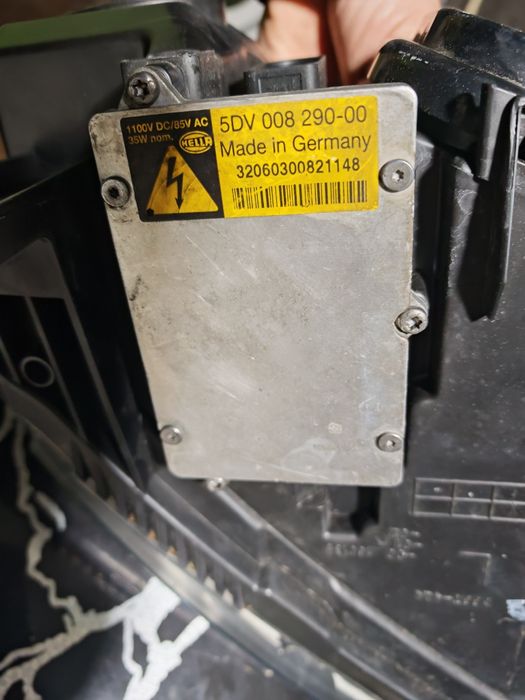 1100V DC/85V AC
35W nom.
HELLA
5DV 008 290-00
Made in Germany
32060300821148